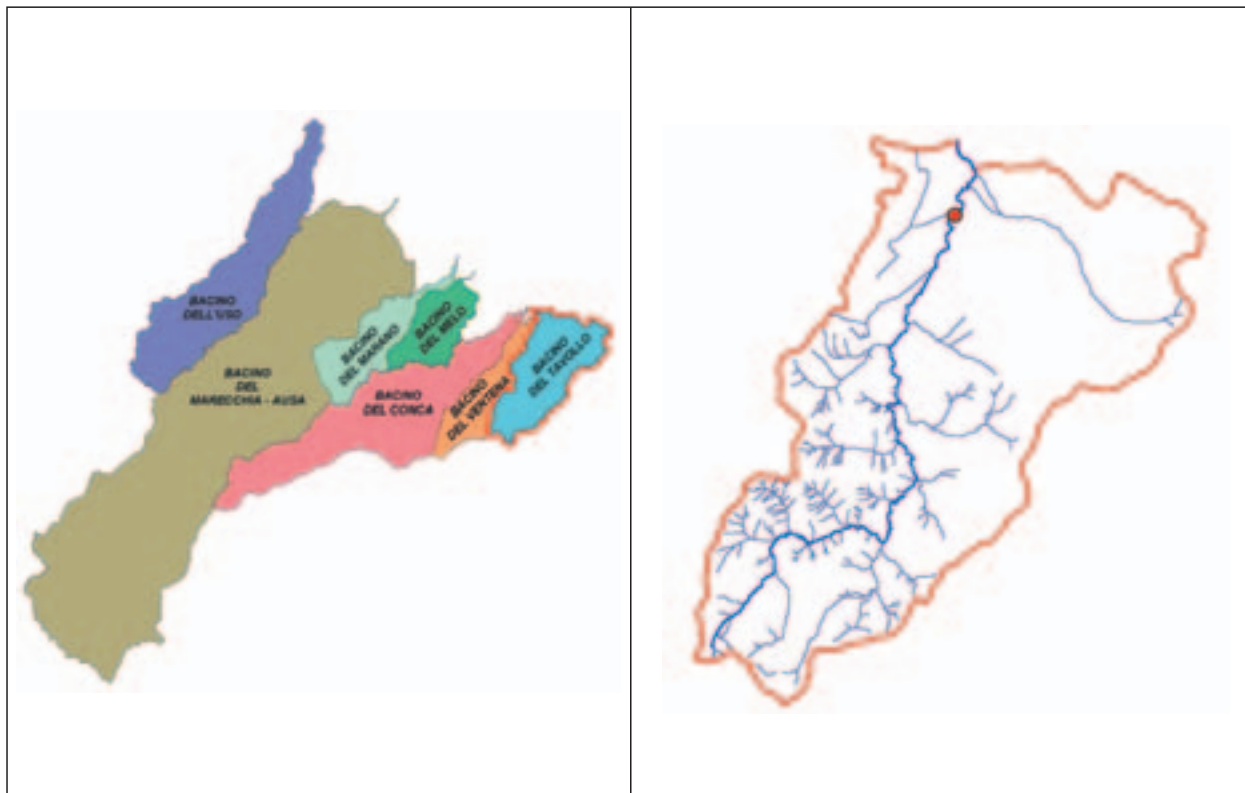 BACINO
DELL'USO
BACINO
DEL
MARECCHIA - AUSA
BACINO
DEL MARANO
BACINO
DEL MELO
BACINO
DEL CONCA
BACINO
DEL VENTENA
BACINO
DEL TAVOLLO